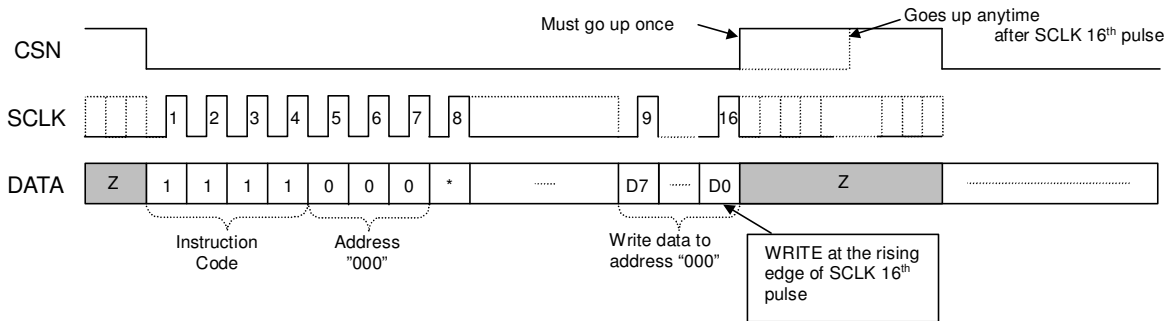 Must go up once
Goes up anytime
after SCLK 16th pulse
CSN
SCLK
1 2 3 4 5 6 7 8 9 16
DATA
Z 1 1 1 1 0 0 0 * ...... D7 ...... D0 Z ......
Instruction
Code
Address
"000"
Write data to
address “000”
WRITE at the rising
edge of SCLK 16th
pulse